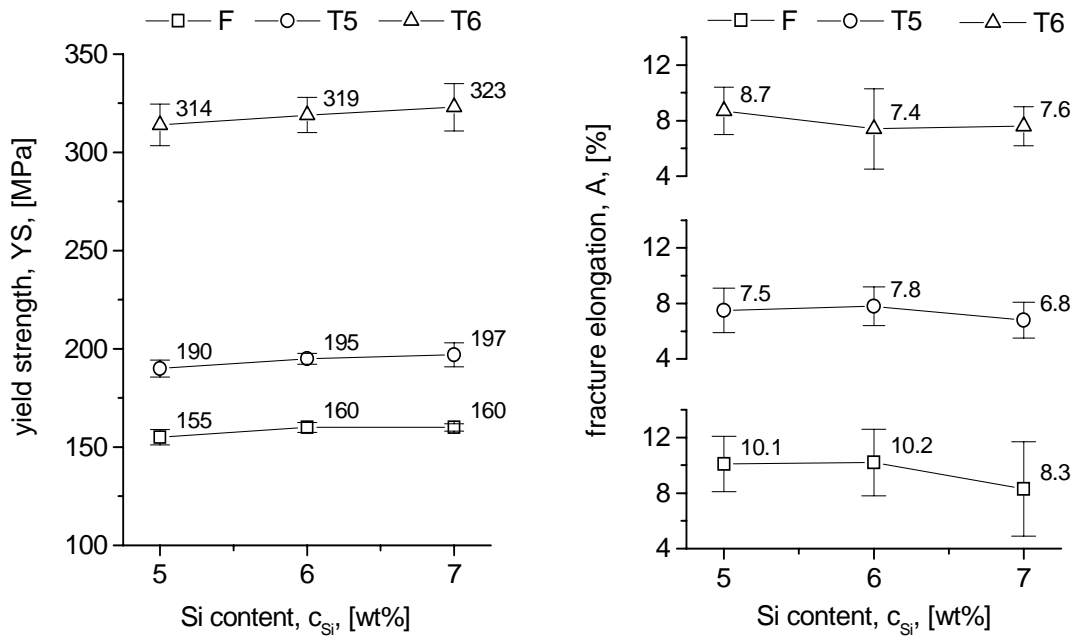 F T5 T6
350
300
250
200
150
100
yield strength, YS, [MPa]
314 319 323
190 195 197
155 160 160
5 6 7
Si content, c_Si, [wt%]
F T5 T6
fracture elongation, A, [%]
12
8
4
8.7 7.4 7.6
12
8
4
7.5 7.8 6.8
12
8
4
10.1 10.2 8.3
5 6 7
Si content, c_Si, [wt%]